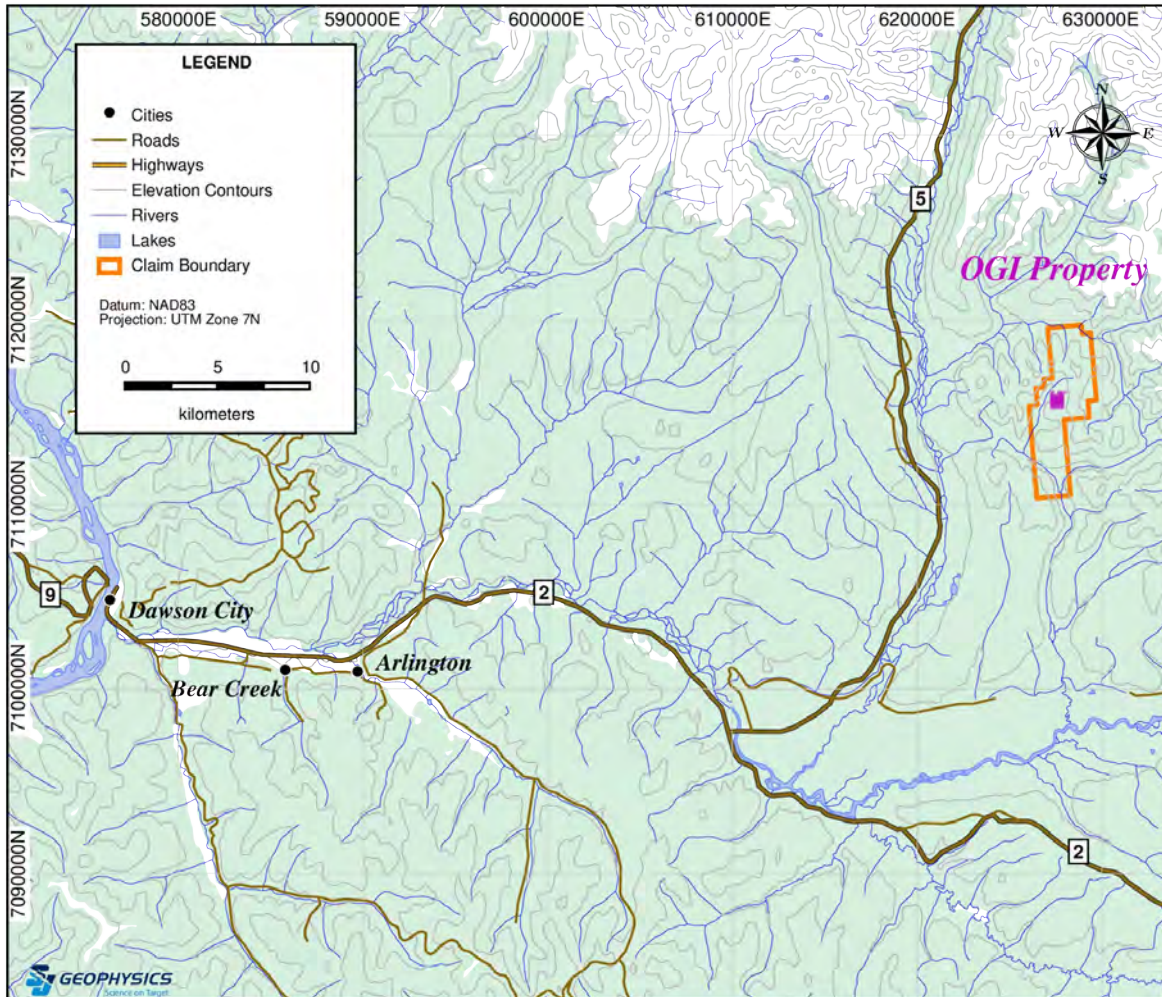 580000E 590000E 600000E 610000E 620000E 630000E
LEGEND
Cities
Roads
Highways
Elevation Contours
Rivers
Lakes
Claim Boundary
Datum: NAD83
Projection: UTM Zone 7N
0 5 10
kilometers
7130000N
7120000N
7110000N
7100000N
7090000N
N
W E
S
5
OGI Property
9
Dawson City
2
Bear Creek
Arlington
2
GEOPHYSICS
Science on Target